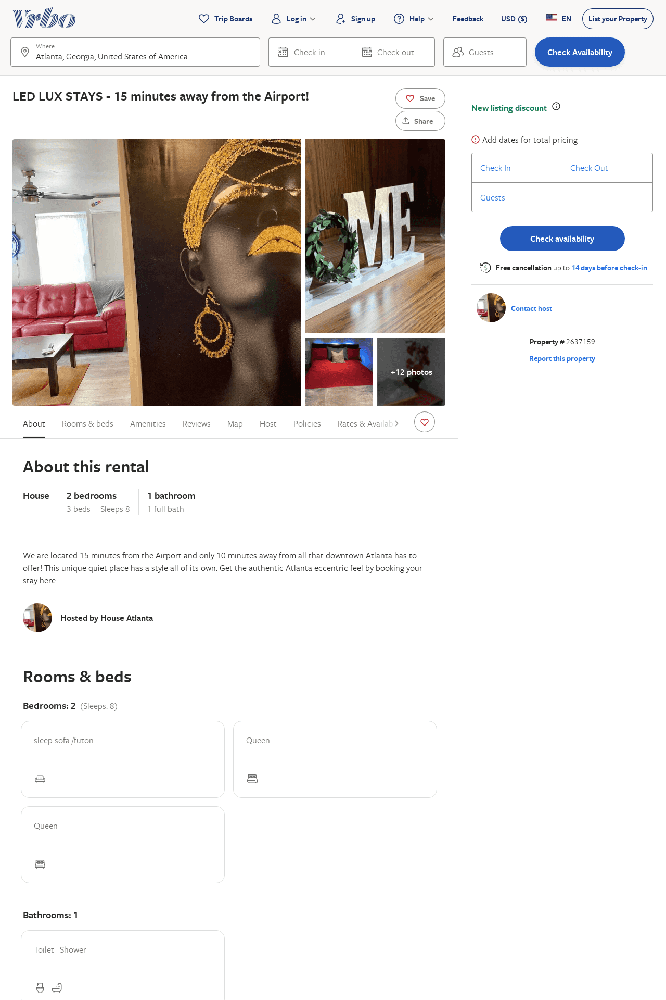 Vrbo
Trip Boards
Log in
Sign up
Help
Feedback
USD ($)
EN
List your Property
Where
Atlanta, Georgia, United States of America
Check-in
Check-out
Guests
Check Availability
LED LUX STAYS - 15 minutes away from the Airport!
Save
Share
ME
+12 photos
New listing discount
Add dates for total pricing
Check In
Check Out
Guests
Check availability
Free cancellation up to 14 days before check-in
Contact host
Property # 2637159
Report this property
About
Rooms & beds
Amenities
Reviews
Map
Host
Policies
Rates & Availab
About this rental
House
2 bedrooms
3 beds · Sleeps 8
1 bathroom
1 full bath
We are located 15 minutes from the Airport and only 10 minutes away from all that downtown Atlanta has to
offer! This unique quiet place has a style all of its own. Get the authentic Atlanta eccentric feel by booking your
stay here.
Hosted by House Atlanta
Rooms & beds
Bedrooms: 2 (Sleeps: 8)
sleep sofa /futon
Queen
Queen
Bathrooms: 1
Toilet · Shower